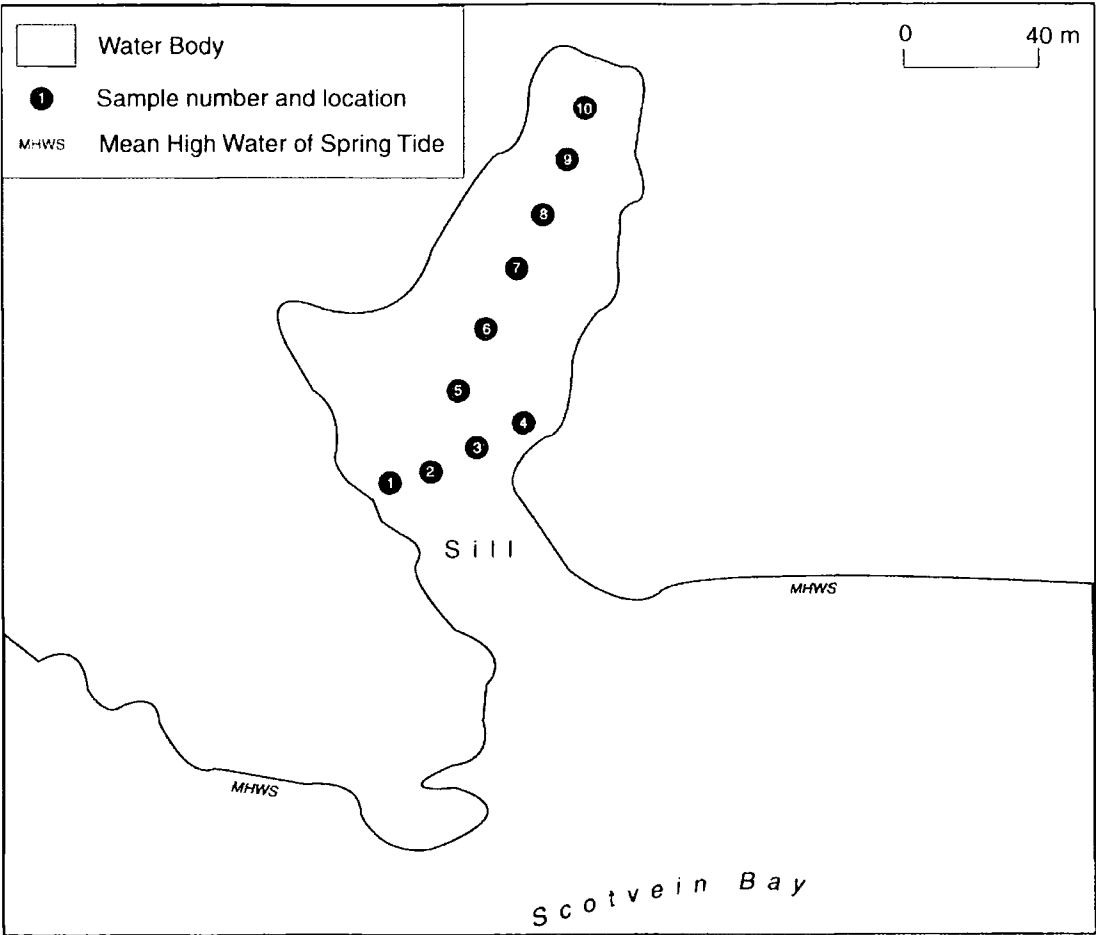 Water Body
1 Sample number and location
MHWS Mean High Water of Spring Tide
0 40 m
10
9
8
7
6
5
4
3
2
1
Sill
MHWS
MHWS
Scotvein Bay